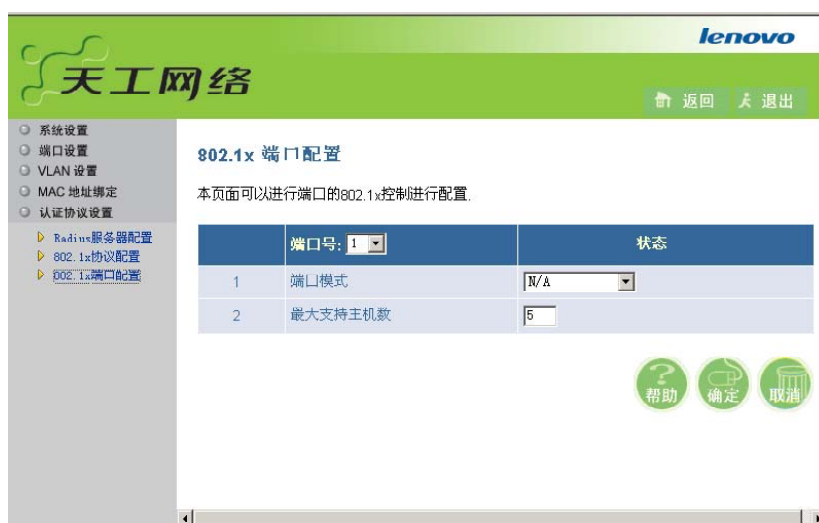 lenovo
天工网络
返回 退出
系统设置
端口设置
VLAN 设置
MAC 地址绑定
认证协议设置
Radius服务器配置
802.1x协议配置
802.1x端口配置
802.1x 端口配置
本页面可以进行端口的802.1x控制进行配置.
端口号: 1 状态
1 端口模式 N/A
2 最大支持主机数 5
帮助 确定 取消